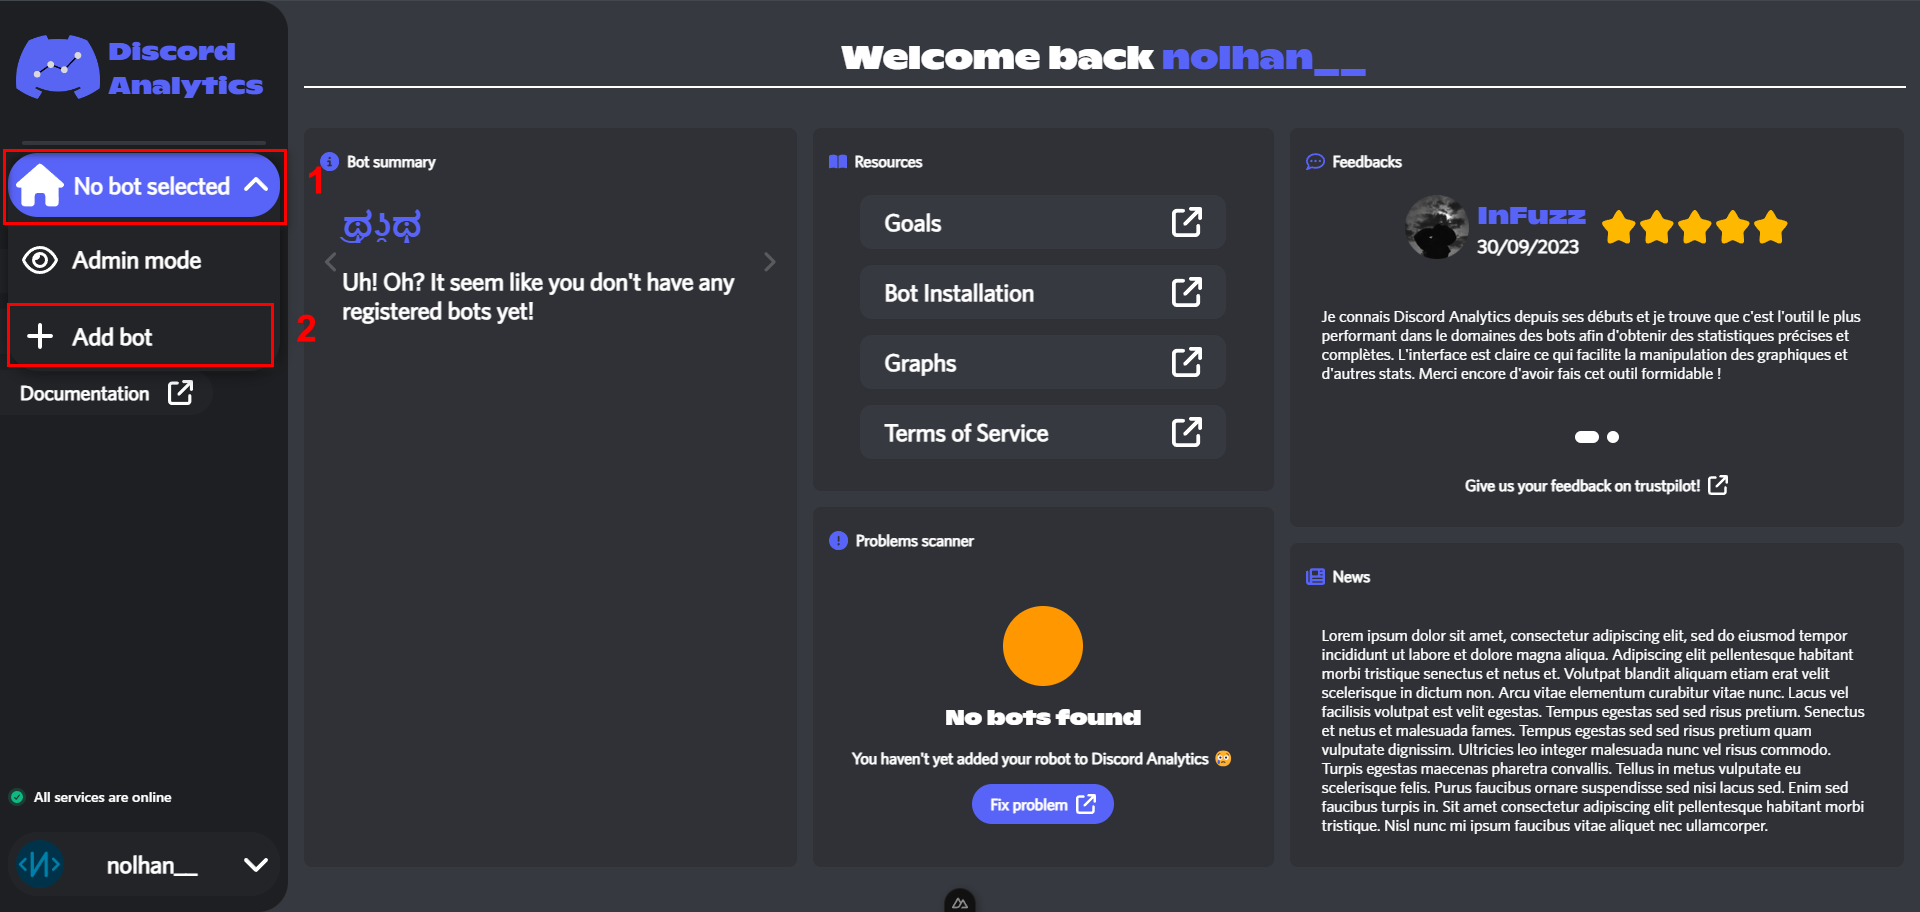 Discord
Analytics
No bot selected
1
Admin mode
Add bot
2
Documentation
All services are online
nolhan__
Welcome back nolhan__
Bot summary
Uh! Oh? It seem like you don't have any
registered bots yet!
Resources
Goals
Bot Installation
Graphs
Terms of Service
Problems scanner
No bots found
You haven't yet added your robot to Discord Analytics 😢
Fix problem
Feedbacks
InFuzz
30/09/2023
Je connais Discord Analytics depuis ses débuts et je trouve que c'est l'outil le plus
performant dans le domaines des bots afin d'obtenir des statistiques précises et
complètes. L'interface est claire ce qui facilite la manipulation des graphiques et
d'autres stats. Merci encore d'avoir fais cet outil formidable !
Give us your feedback on trustpilot!
News
Lorem ipsum dolor sit amet, consectetur adipiscing elit, sed do eiusmod tempor
incididunt ut labore et dolore magna aliqua. Adipiscing elit pellentesque habitant
morbi tristique senectus et netus et. Volutpat blandit aliquam etiam erat velit
scelerisque in dictum non. Arcu vitae elementum curabitur vitae nunc. Lacus vel
facilisis volutpat est velit egestas. Tempus egestas sed sed risus pretium. Senectus
et netus et malesuada fames. Tempus egestas sed sed risus pretium quam
vulputate dignissim. Ultricies leo integer malesuada nunc vel risus commodo.
Turpis egestas maecenas pharetra convallis. Tellus in metus vulputate eu
scelerisque felis. Purus faucibus ornare suspendisse sed nisi lacus sed. Enim sed
faucibus turpis in. Sit amet consectetur adipiscing elit pellentesque habitant morbi
tristique. Nisl nunc mi ipsum faucibus vitae aliquet nec ullamcorper.